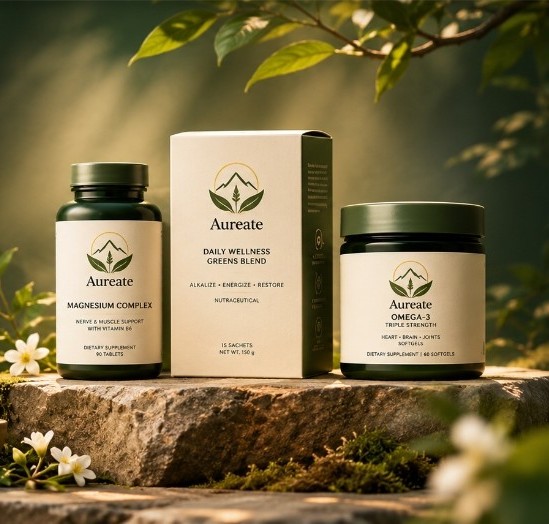 Aureate
MAGNESIUM COMPLEX
NERVE & MUSCLE SUPPORT
WITH VITAMIN B6
DIETARY SUPPLEMENT
90 TABLETS
Aureate
DAILY WELLNESS
GREENS BLEND
ALKALIZE • ENERGIZE • RESTORE
NUTRACEUTICAL
15 SACHETS
NET WT, 150 g
Aureate
OMEGA-3
TRIPLE STRENGTH
HEART • BRAIN • JOINTS
SOFTGELS
DIETARY SUPPLEMENT | 60 SOFTGELS